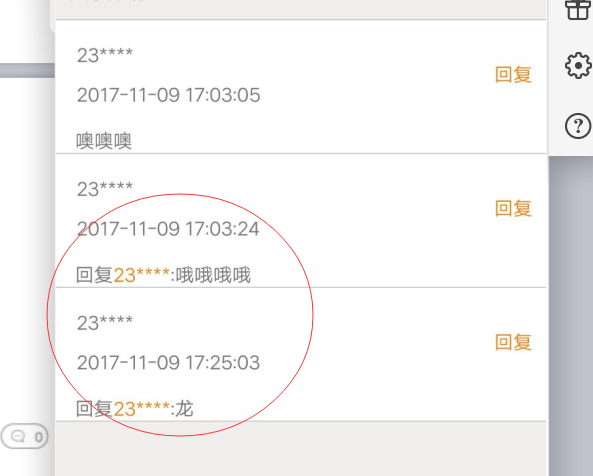 23****
回复
2017-11-09 17:03:05
噢噢噢
23****
回复
2017-11-09 17:03:24
回复23****:哦哦哦哦
23****
回复
2017-11-09 17:25:03
回复23****:龙
0
?